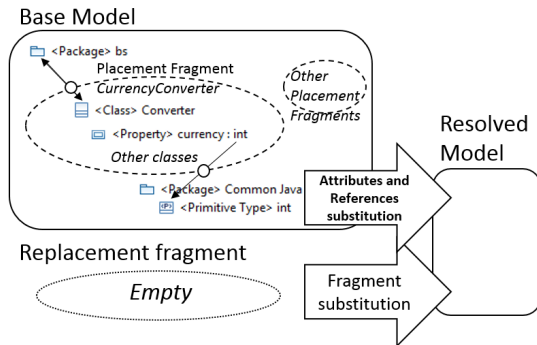 Base Model
<Package> bs
Placement Fragment
CurrencyConverter
<Class> Converter
<Property> currency : int
Other classes
<Package> Common Java
<P>
<Primitive Type> int
Other
Placement
Fragments
Resolved
Model
Attributes and
References
substitution
Replacement fragment
Empty
Fragment
substitution